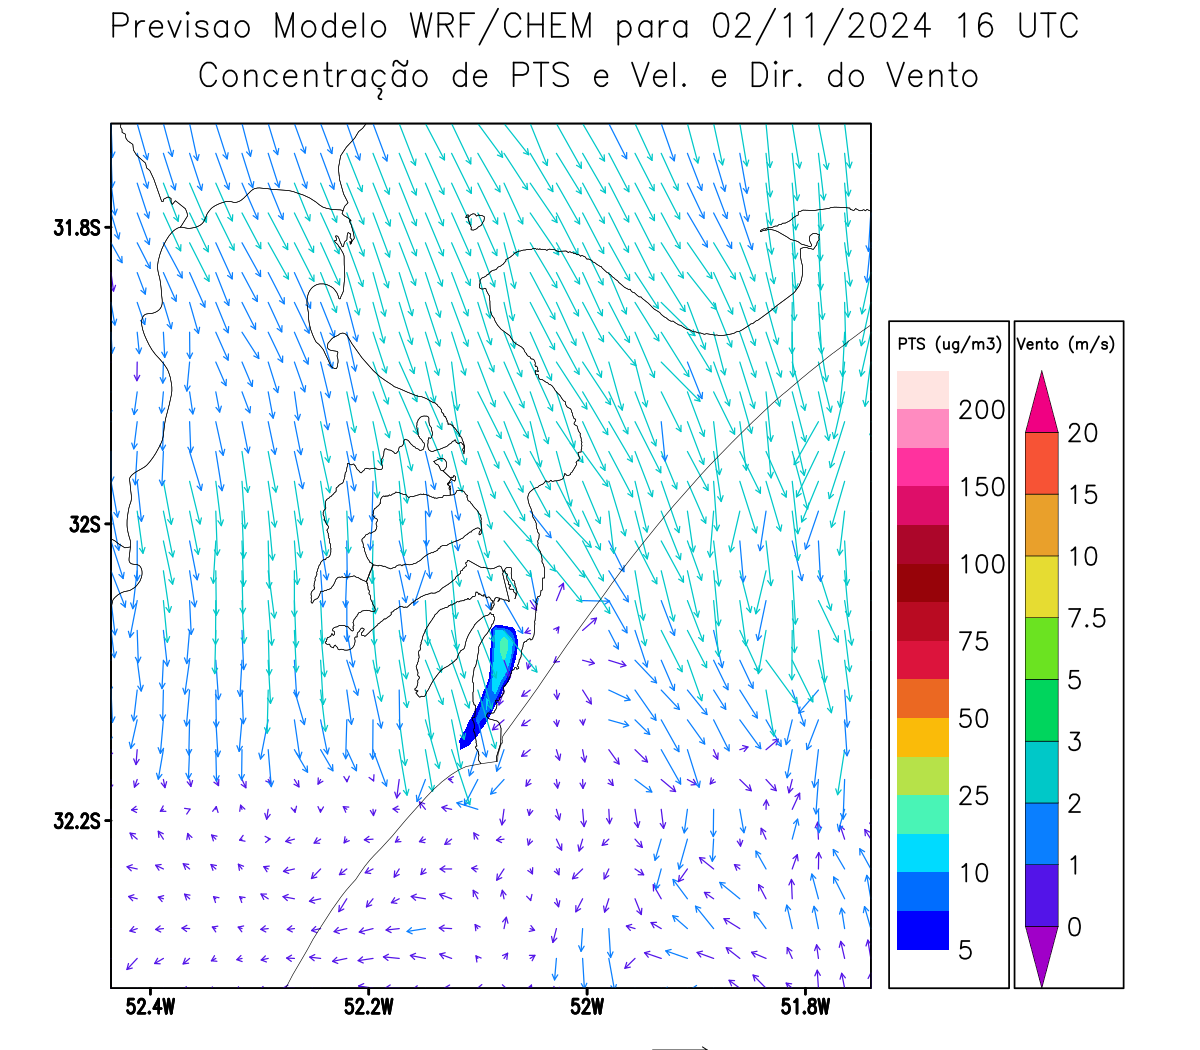 Previsao Modelo WRF/CHEM para 02/11/2024 16 UTC
Concentração de PTS e Vel. e Dir. do Vento
31.8S
32S
32.2S
52.4W 52.2W 52W 51.8W
PTS (ug/m3)
200
150
100
75
50
25
10
5
Vento (m/s)
20
15
10
7.5
5
3
2
1
0